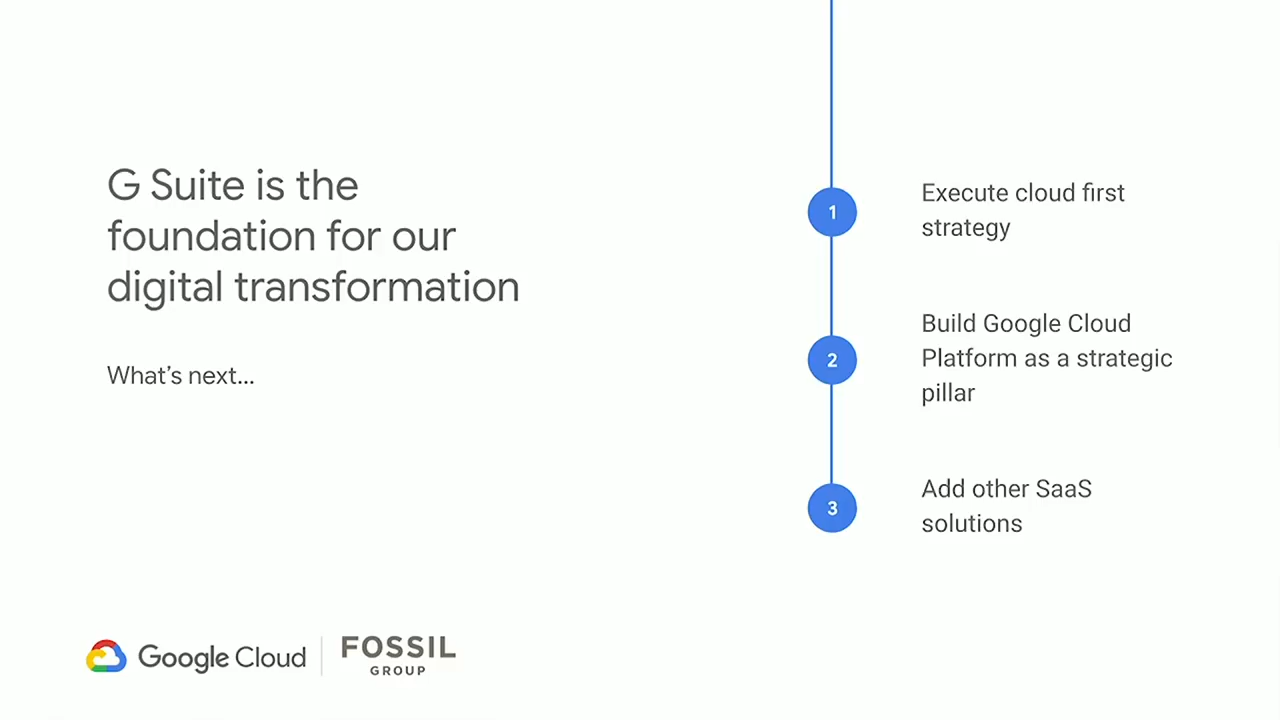 G Suite is the
foundation for our
digital transformation
What's next...
1
Execute cloud first
strategy
2
Build Google Cloud
Platform as a strategic
pillar
3
Add other SaaS
solutions
Google Cloud
FOSSIL
GROUP